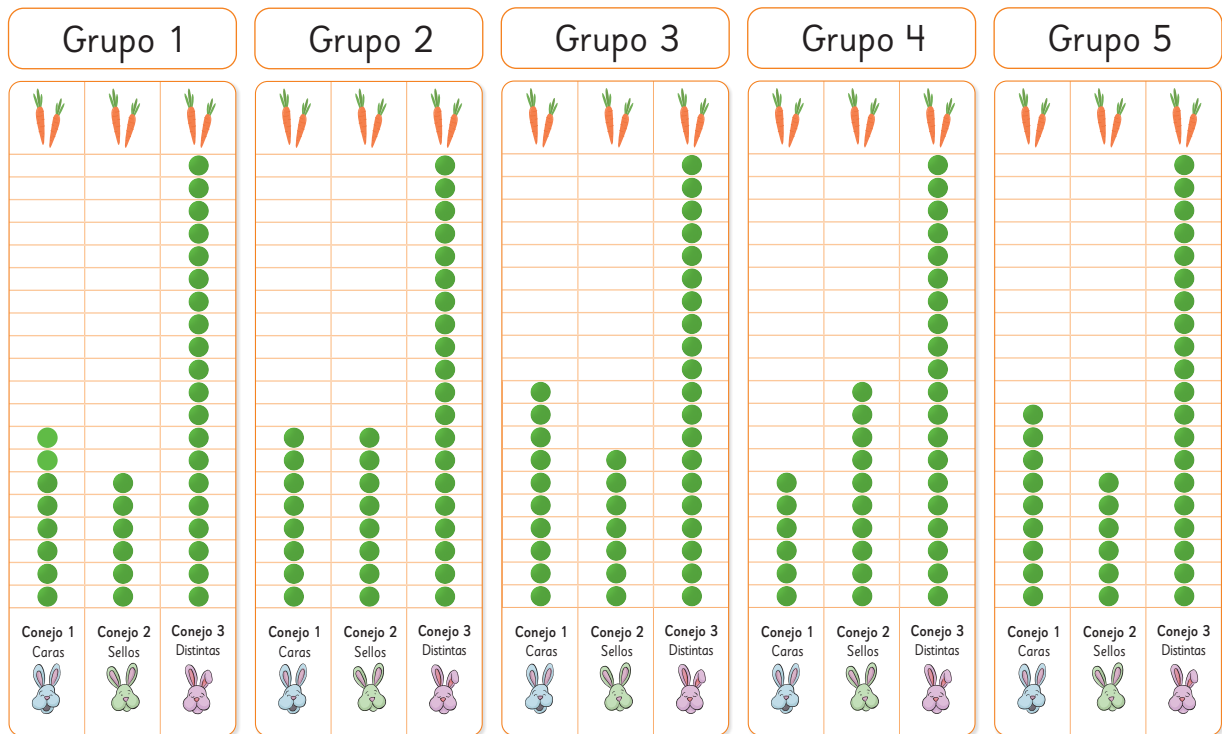 Grupo 1
Grupo 2
Grupo 3
Grupo 4
Grupo 5
Conejo 1
Caras
Conejo 2
Sellos
Conejo 3
Distintas
Conejo 1
Caras
Conejo 2
Sellos
Conejo 3
Distintas
Conejo 1
Caras
Conejo 2
Sellos
Conejo 3
Distintas
Conejo 1
Caras
Conejo 2
Sellos
Conejo 3
Distintas
Conejo 1
Caras
Conejo 2
Sellos
Conejo 3
Distintas